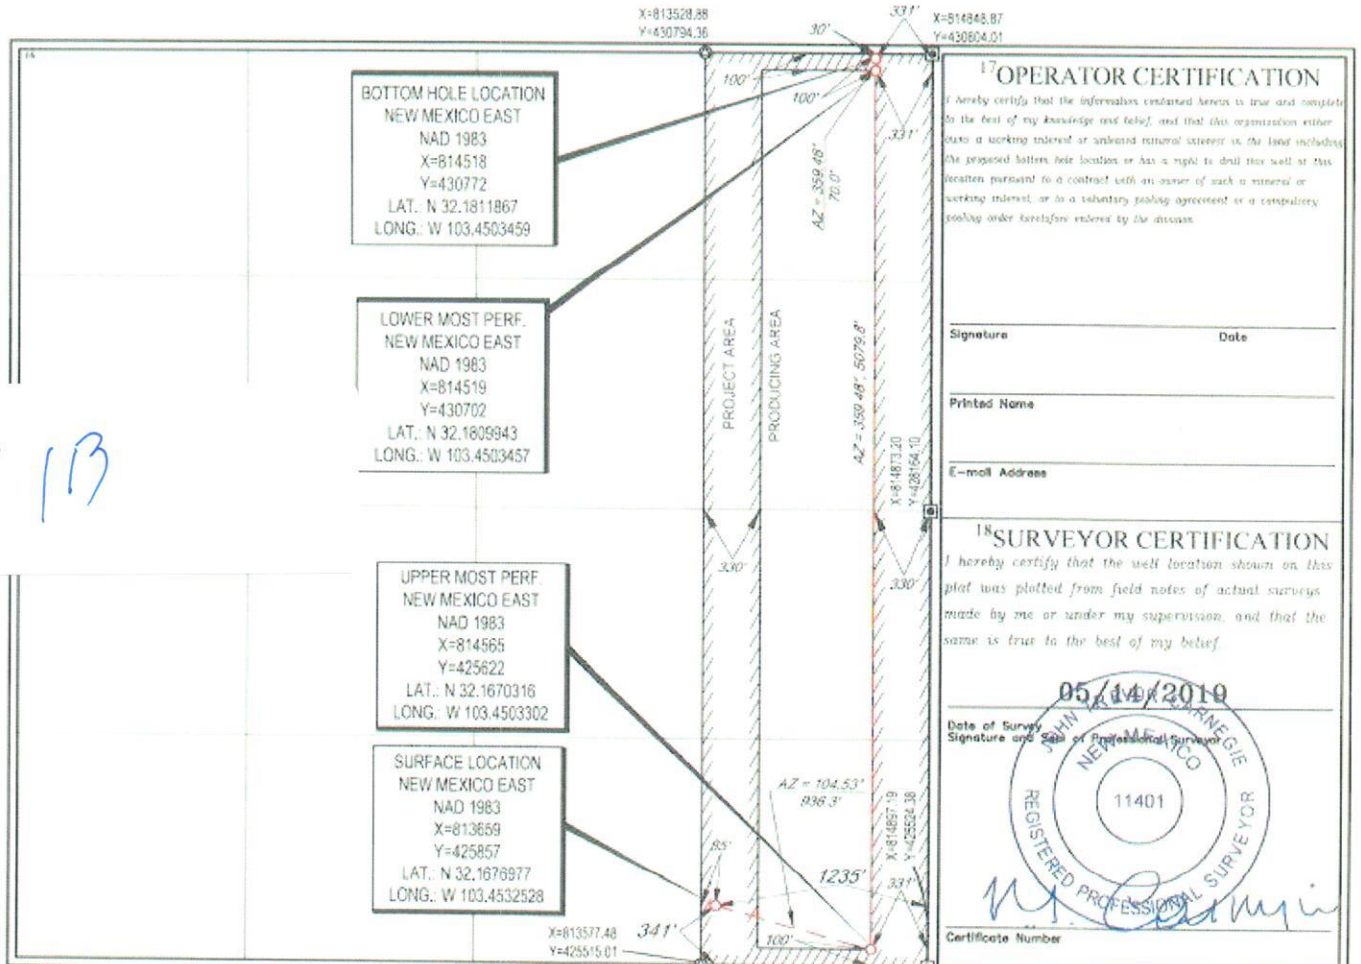 X=813528.88
Y=430794.36
30'
331'
X=814848.87
Y=430804.01
16
BOTTOM HOLE LOCATION
NEW MEXICO EAST
NAD 1983
X=814518
Y=430772
LAT.: N 32.1811867
LONG.: W 103.4503459
LOWER MOST PERF.
NEW MEXICO EAST
NAD 1983
X=814519
Y=430702
LAT.: N 32.1809943
LONG.: W 103.4503457
1B
UPPER MOST PERF.
NEW MEXICO EAST
NAD 1983
X=814565
Y=425622
LAT.: N 32.1670316
LONG.: W 103.4503302
SURFACE LOCATION
NEW MEXICO EAST
NAD 1983
X=813659
Y=425857
LAT.: N 32.1676977
LONG.: W 103.4532528
X=813577.48
Y=425515.01
341'
100'
100'
331'
AZ = 359.48°
70.0'
PROJECT AREA
PRODUCING AREA
AZ = 359.48°, 5079.8'
X=814873.20
Y=428164.10
330'
330'
AZ = 104.53°
936.3'
X=814897.19
Y=425524.38
85'
1235'
331'
100'
17 OPERATOR CERTIFICATION
I hereby certify that the information contained herein is true and complete
to the best of my knowledge and belief, and that this organization either
owns a working interest or unleased mineral interest in the land including
the proposed bottom hole location or has a right to drill this well at this
location pursuant to a contract with an owner of such a mineral or
working interest, or to a voluntary pooling agreement or a compulsory
pooling order heretofore entered by the division.
Signature Date
Printed Name
E-mail Address
18 SURVEYOR CERTIFICATION
I hereby certify that the well location shown on this
plat was plotted from field notes of actual surveys
made by me or under my supervision, and that the
same is true to the best of my belief.
05/14/2019
Date of Survey
Signature and Seal of Professional Surveyor
JOHN TREVOR CARNEGIE
NEW MEXICO
11401
REGISTERED PROFESSIONAL SURVEYOR
Certificate Number